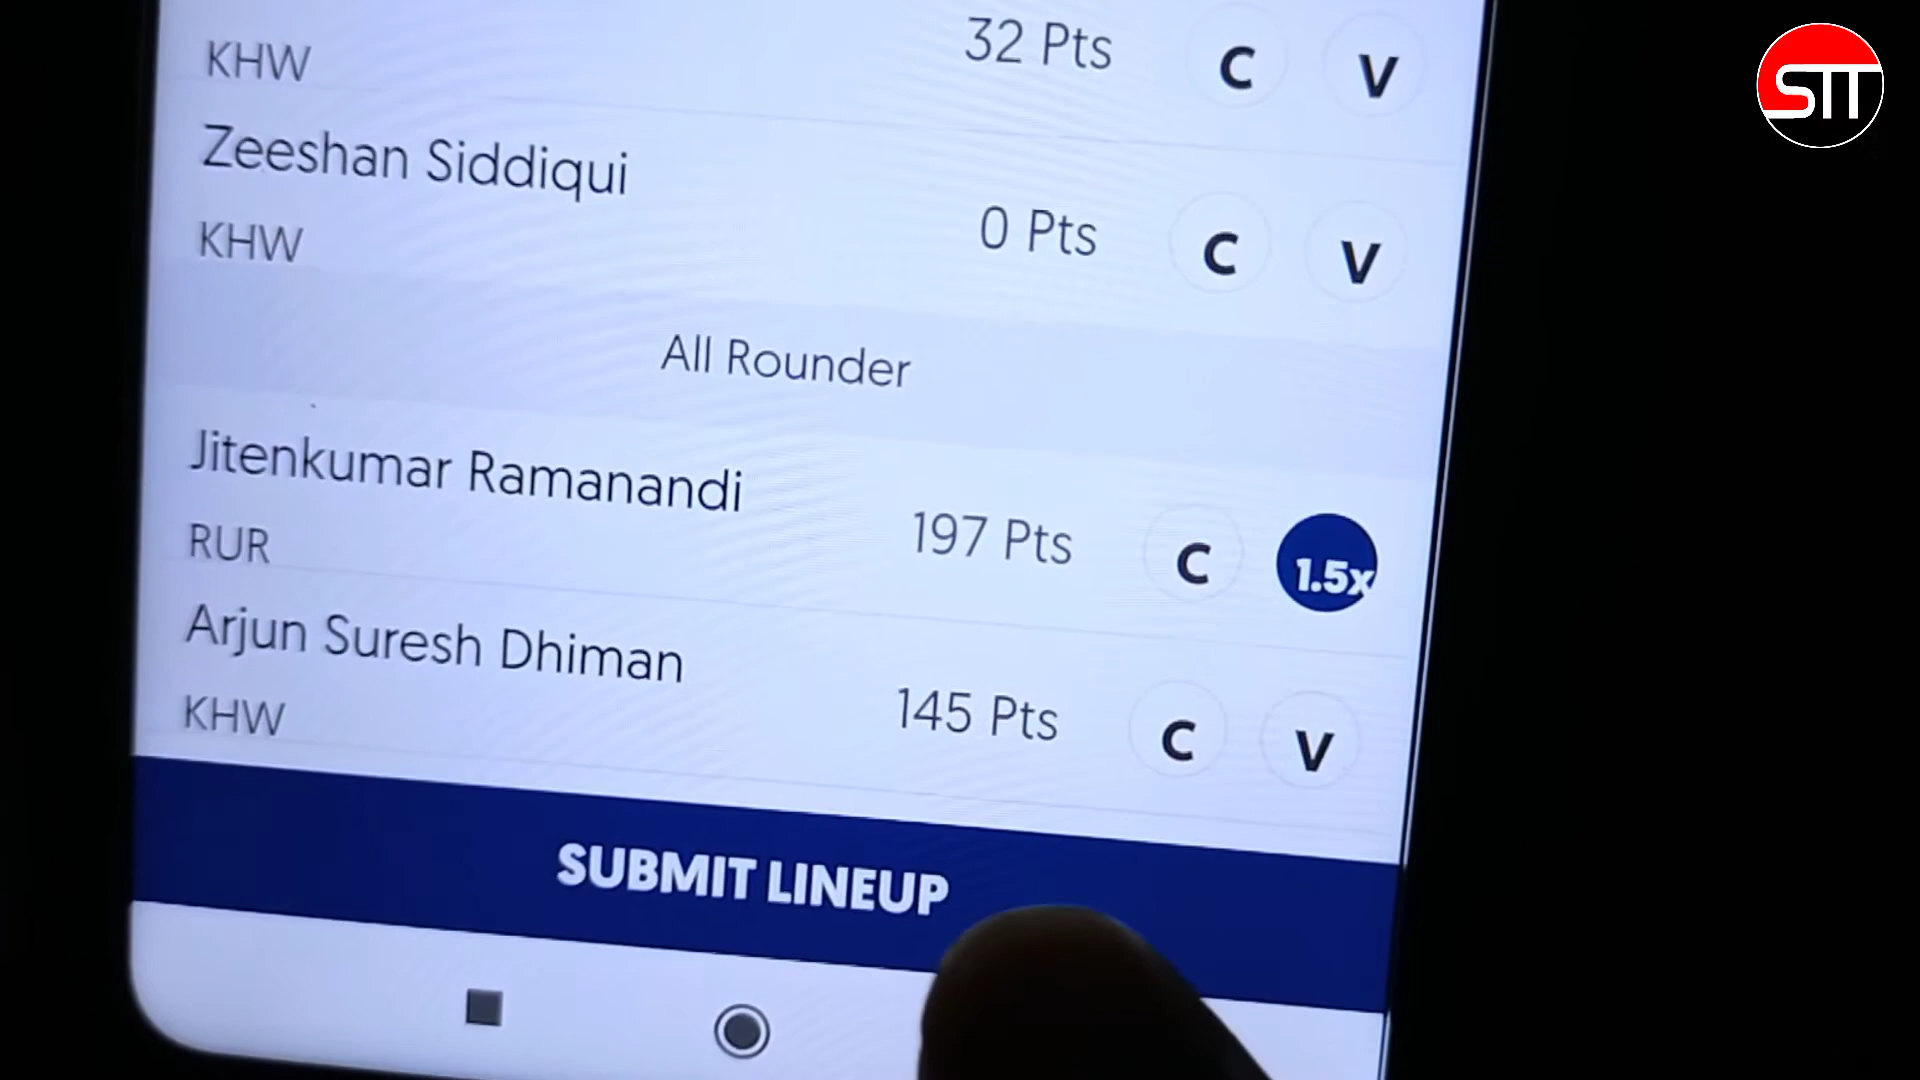 32 Pts C V
KHW
Zeeshan Siddiqui
0 Pts C V
KHW
All Rounder
Jitenkumar Ramanandi
197 Pts C 1.5x
RUR
Arjun Suresh Dhiman
145 Pts C V
KHW
SUBMIT LINEUP
STT